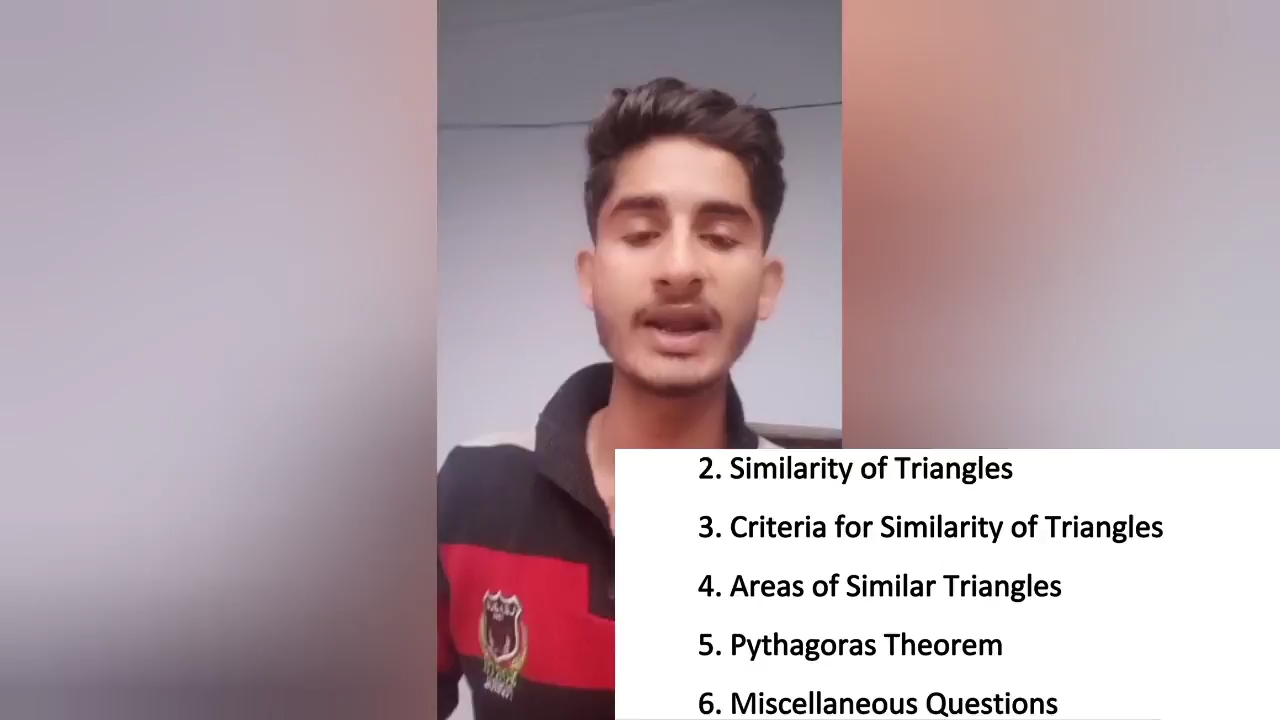 2. Similarity of Triangles
3. Criteria for Similarity of Triangles
4. Areas of Similar Triangles
5. Pythagoras Theorem
6. Miscellaneous Questions